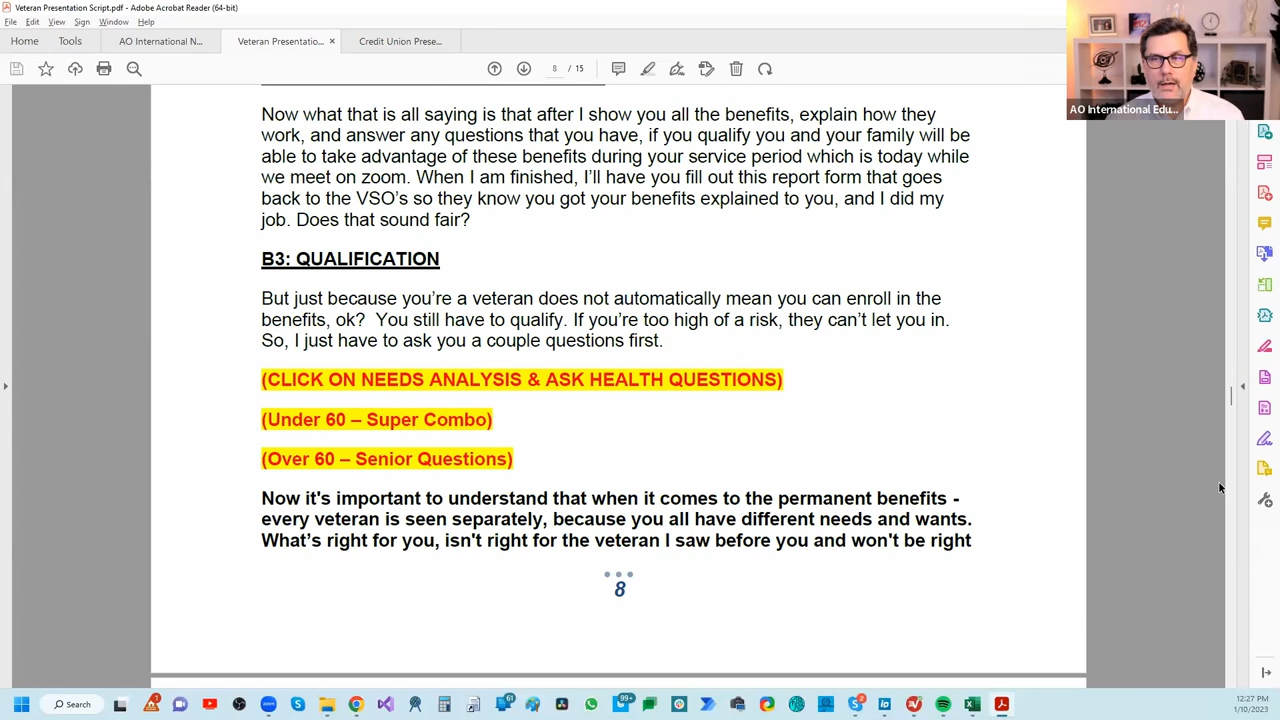 Veteran Presentation Script.pdf - Adobe Acrobat Reader (64-bit)
File Edit View Sign Window Help
Home Tools AO International N... Veteran Presentatio... × Credit Union Prese...
8 / 15
AO International Edu...
Now what that is all saying is that after I show you all the benefits, explain how they
work, and answer any questions that you have, if you qualify you and your family will be
able to take advantage of these benefits during your service period which is today while
we meet on zoom. When I am finished, I'll have you fill out this report form that goes
back to the VSO's so they know you got your benefits explained to you, and I did my
job. Does that sound fair?
B3: QUALIFICATION
But just because you're a veteran does not automatically mean you can enroll in the
benefits, ok? You still have to qualify. If you're too high of a risk, they can't let you in.
So, I just have to ask you a couple questions first.
(CLICK ON NEEDS ANALYSIS & ASK HEALTH QUESTIONS)
(Under 60 – Super Combo)
(Over 60 – Senior Questions)
Now it's important to understand that when it comes to the permanent benefits -
every veteran is seen separately, because you all have different needs and wants.
What's right for you, isn't right for the veteran I saw before you and won't be right
8
Search
61
99+
12:27 PM
1/10/2023